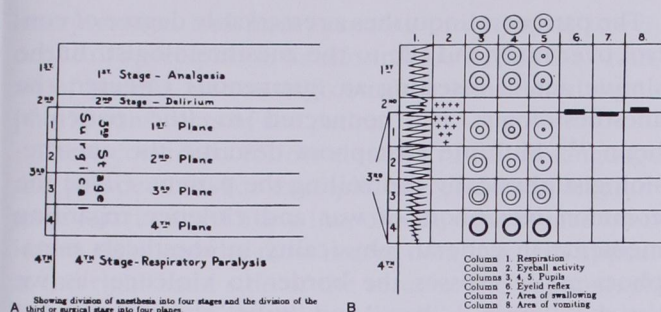 1ST.
1ST. Stage - Analgesia
2ND
2ND Stage - Delirium
1
1ST Plane
2
2ND Plane
3RD
3RD Stage
Surgical
3
3RD Plane
4
4TH Plane
4TH
4TH Stage-Respiratory Paralysis
A
Showing division of anesthesia into four stages and the division of the
third or surgical stage into four planes.
1. 2 3 4 5 6. 7. 8.
1ST
2ND
++++
++++
+++
+
1
2
3RD
3
4
4TH
B
Column 1. Respiration
Column 2. Eyeball activity
Columns 3, 4, 5. Pupils
Column 6. Eyelid reflex
Column 7. Area of swallowing
Column 8. Area of vomiting